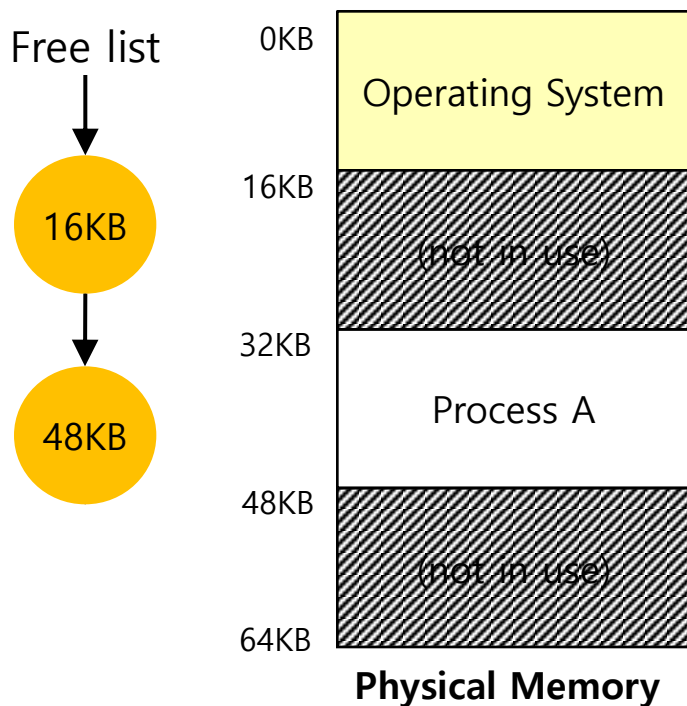 Free list
16KB
48KB
0KB
Operating System
16KB
(not in use)
32KB
Process A
48KB
(not in use)
64KB
Physical Memory